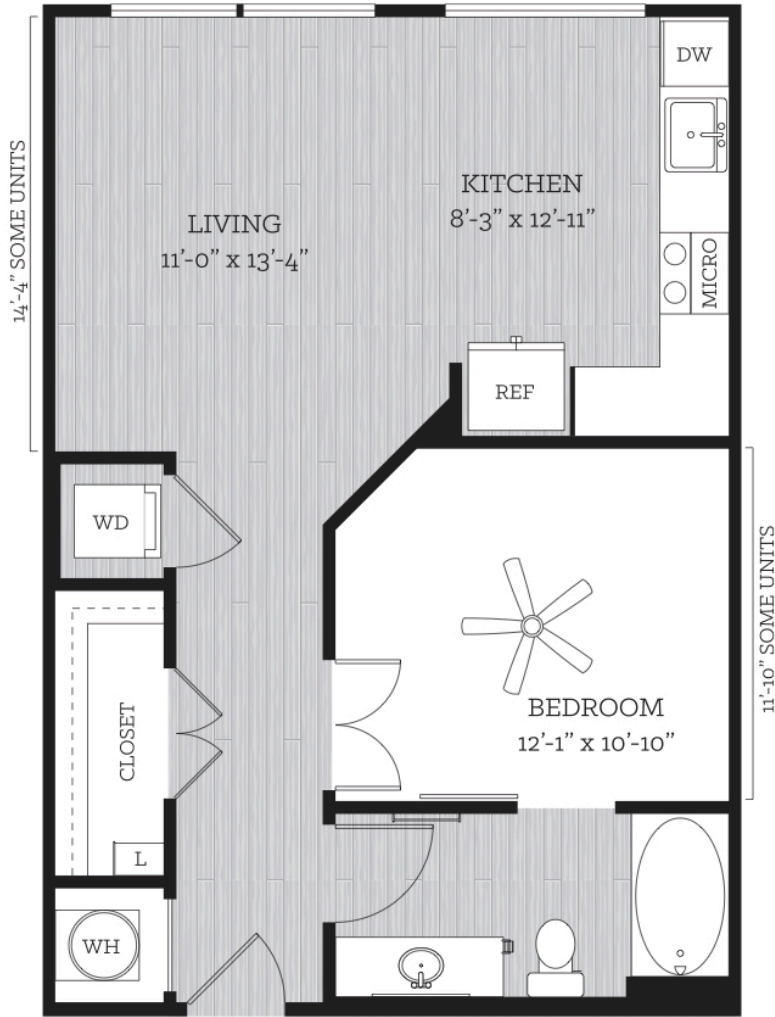 DW
KITCHEN
8'-3" x 12'-11"
LIVING
11'-0" x 13'-4"
14'-4" SOME UNITS
MICRO
REF
WD
11'-10" SOME UNITS
BEDROOM
12'-1" x 10'-10"
CLOSET
L
WH